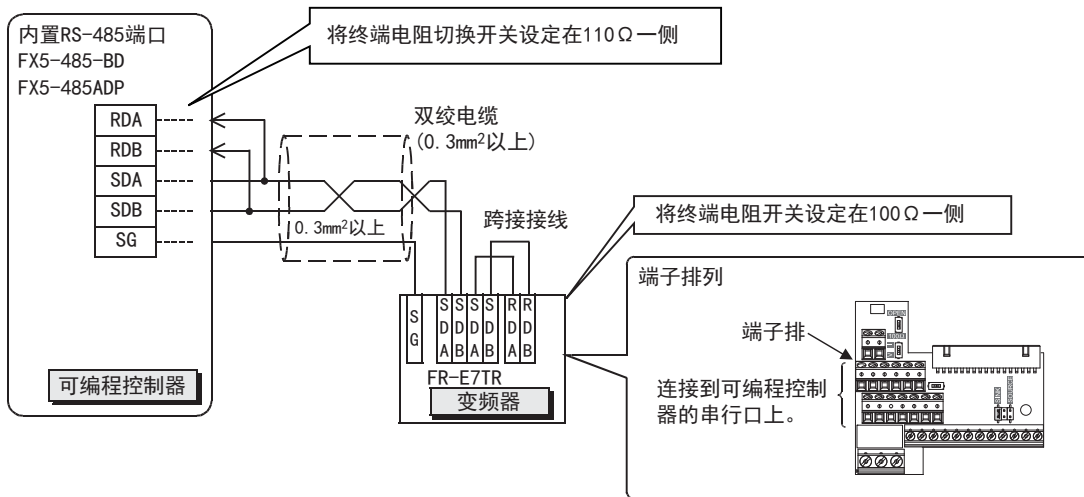 内置RS-485端口
FX5-485-BD
FX5-485ADP
将终端电阻切换开关设定在110Ω一侧
RDA
RDB
SDA
SDB
SG
双绞电缆
(0.3mm²以上)
0.3mm²以上
跨接接线
将终端电阻开关设定在100Ω一侧
SG
SDA
SDB
SDA
SDB
RDA
RDB
FR-E7TR
变频器
可编程控制器
端子排列
端子排
连接到可编程控制
器的串行口上。